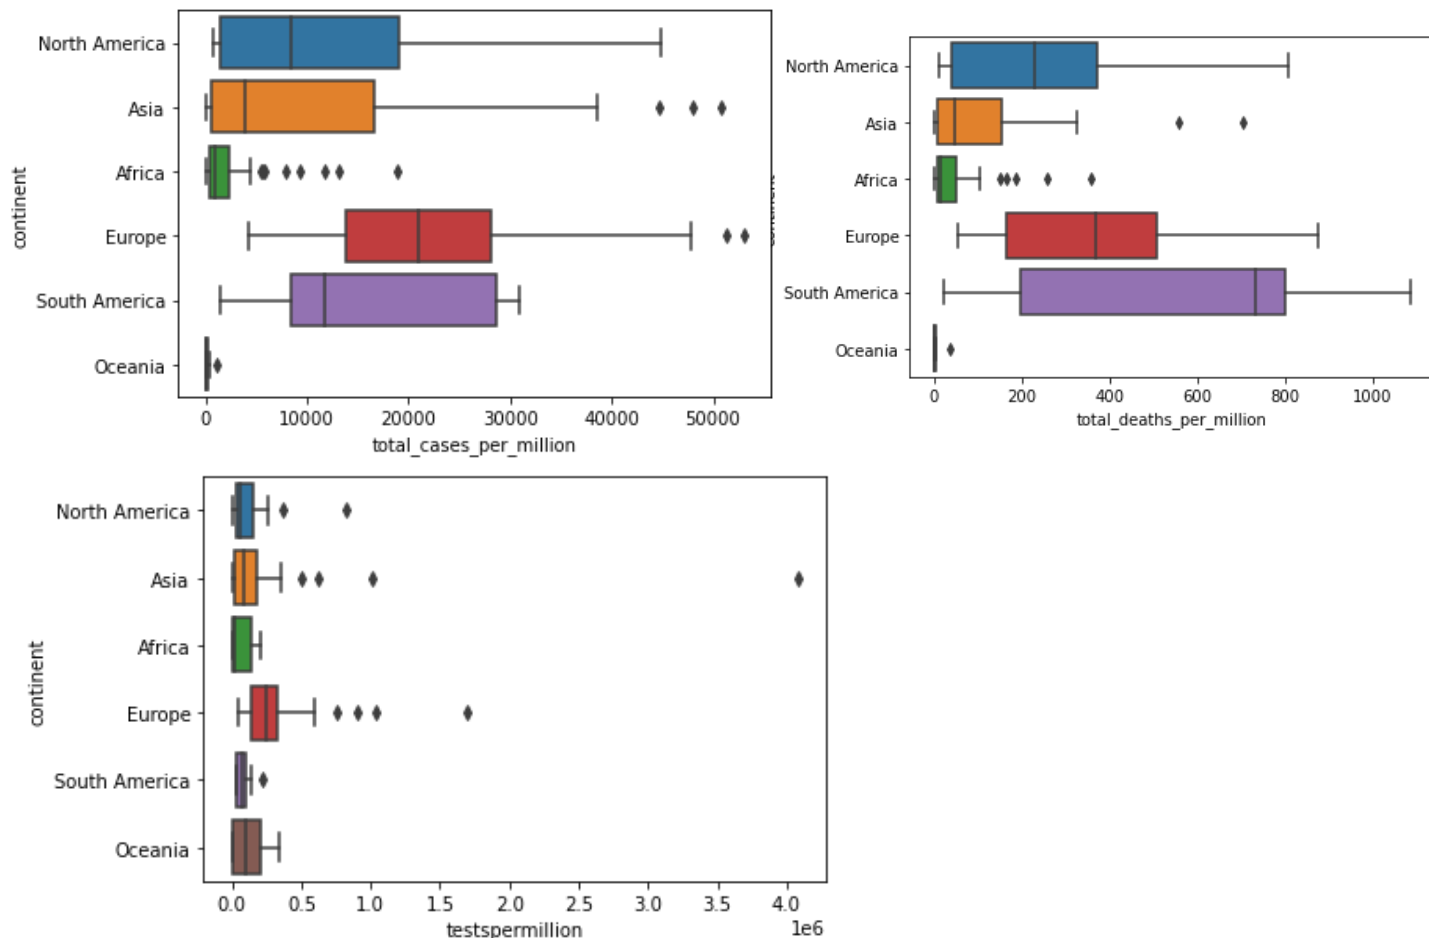 North America
Asia
Africa
Europe
South America
Oceania
continent
0 10000 20000 30000 40000 50000
total_cases_per_million
North America
Asia
Africa
Europe
South America
Oceania
0 200 400 600 800 1000
total_deaths_per_million
North America
Asia
Africa
Europe
South America
Oceania
continent
0.0 0.5 1.0 1.5 2.0 2.5 3.0 3.5 4.0
1e6
testspermillion